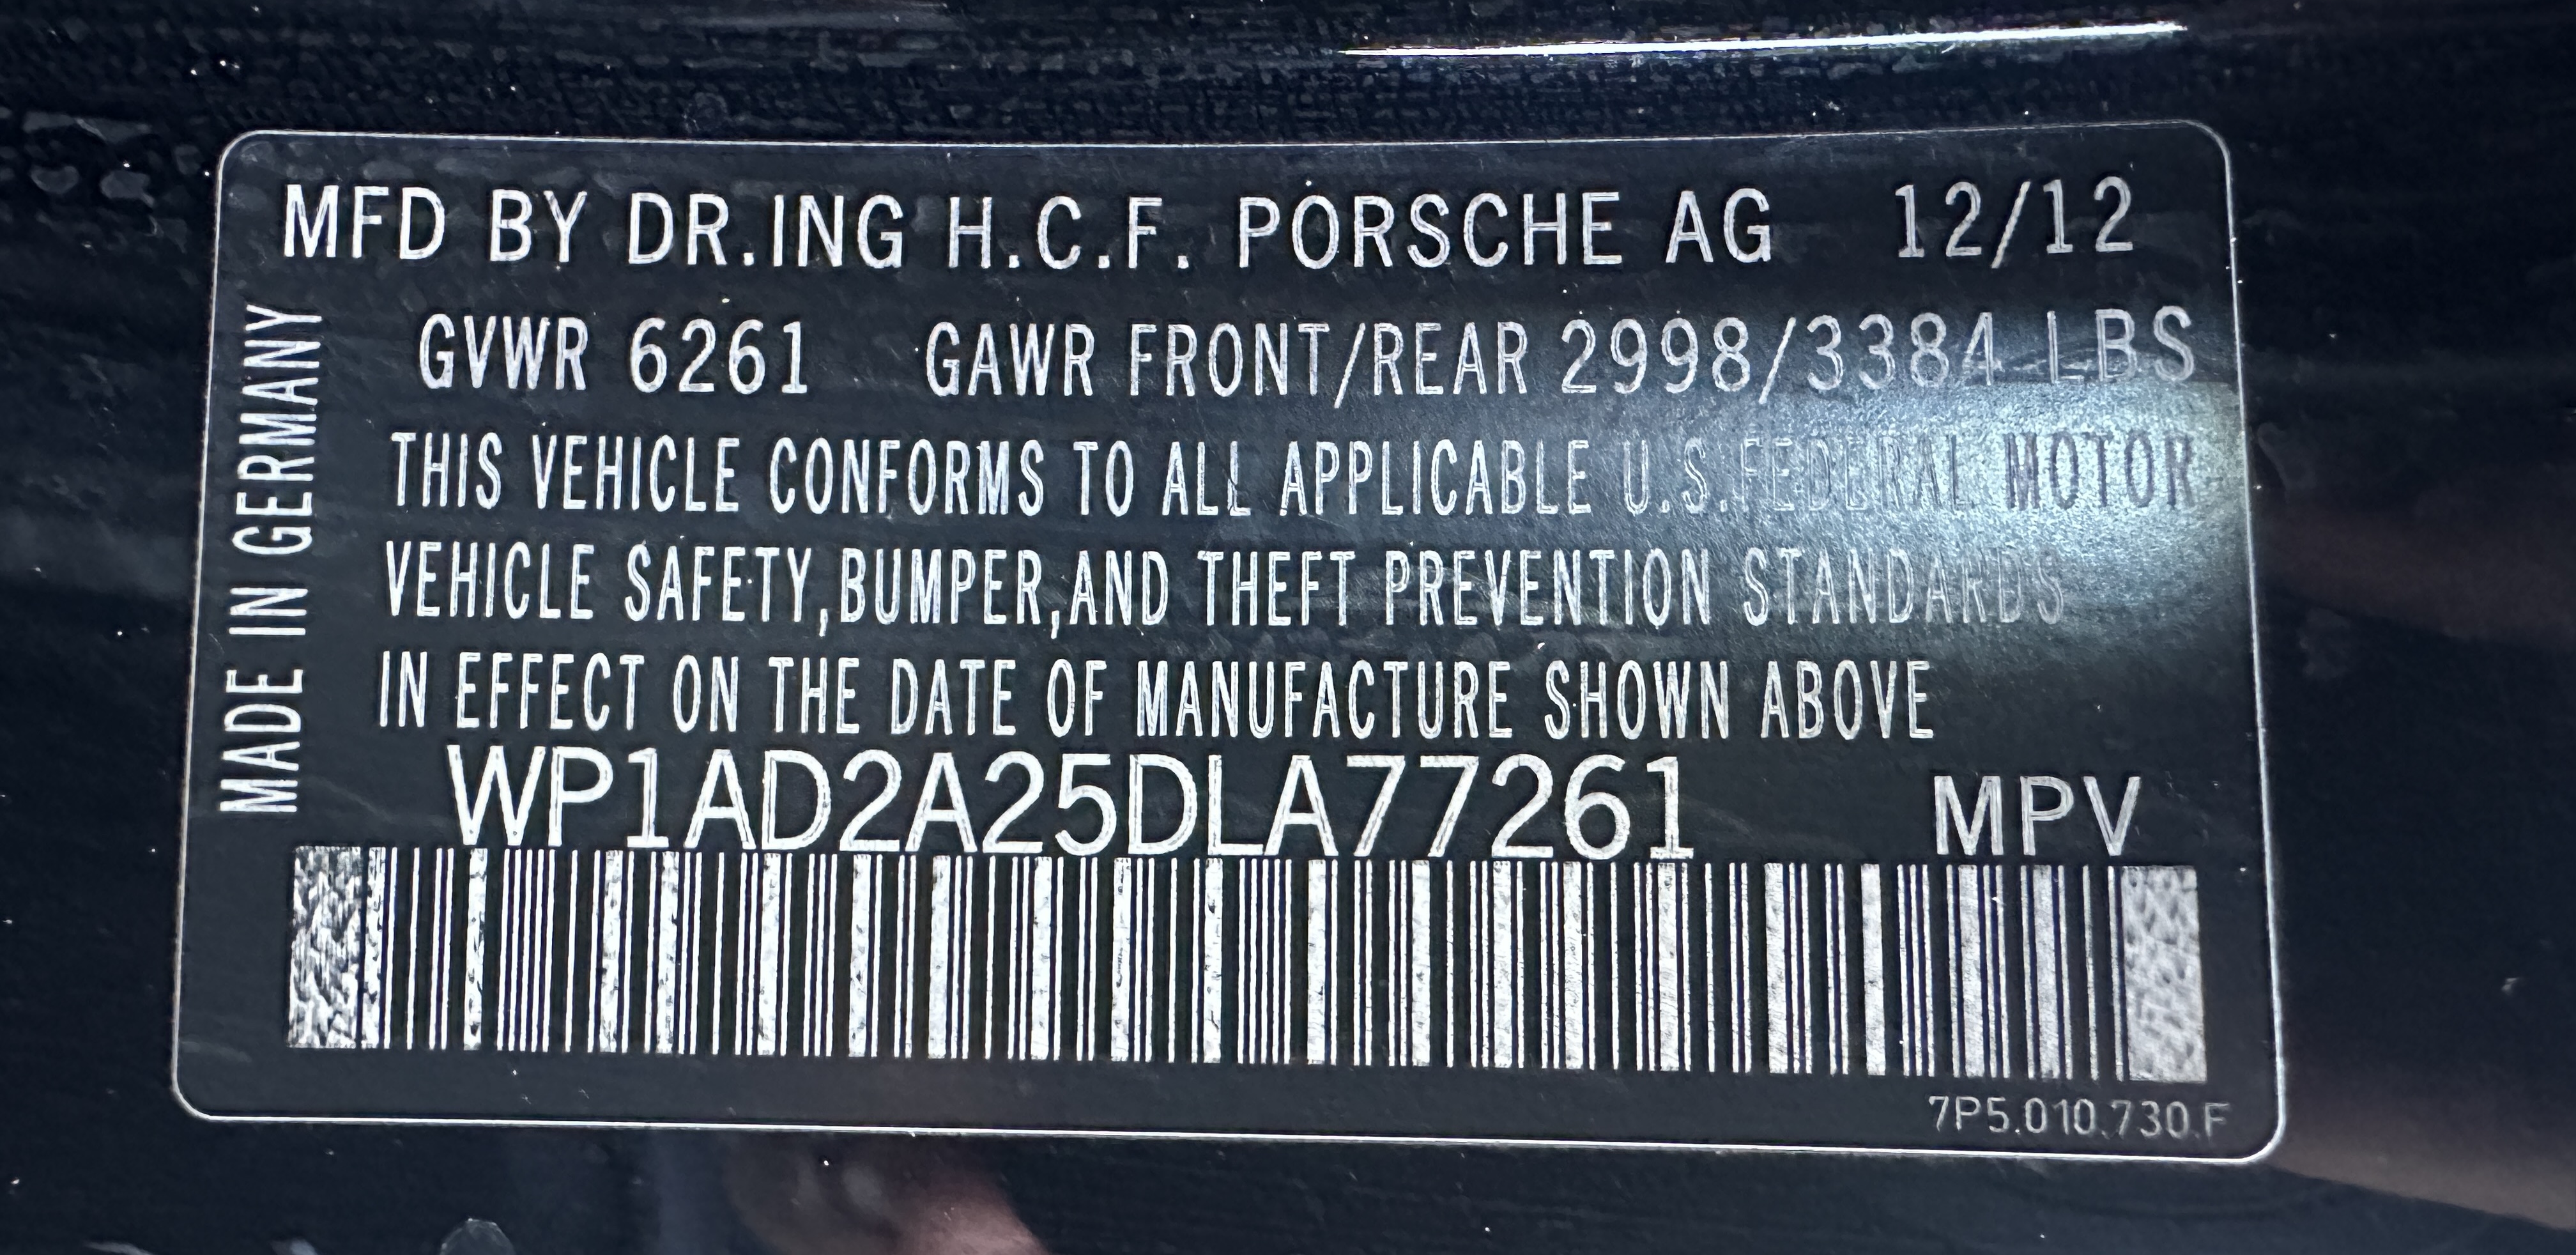 MFD BY DR.ING H.C.F. PORSCHE AG 12/12
GVWR 6261 GAWR FRONT/REAR 2998/3384 LBS
THIS VEHICLE CONFORMS TO ALL APPLICABLE U.S.FEDERAL MOTOR
VEHICLE SAFETY,BUMPER,AND THEFT PREVENTION STANDARDS
IN EFFECT ON THE DATE OF MANUFACTURE SHOWN ABOVE
WP1AD2A25DLA77261 MPV
MADE IN GERMANY
7P5.010.730.F